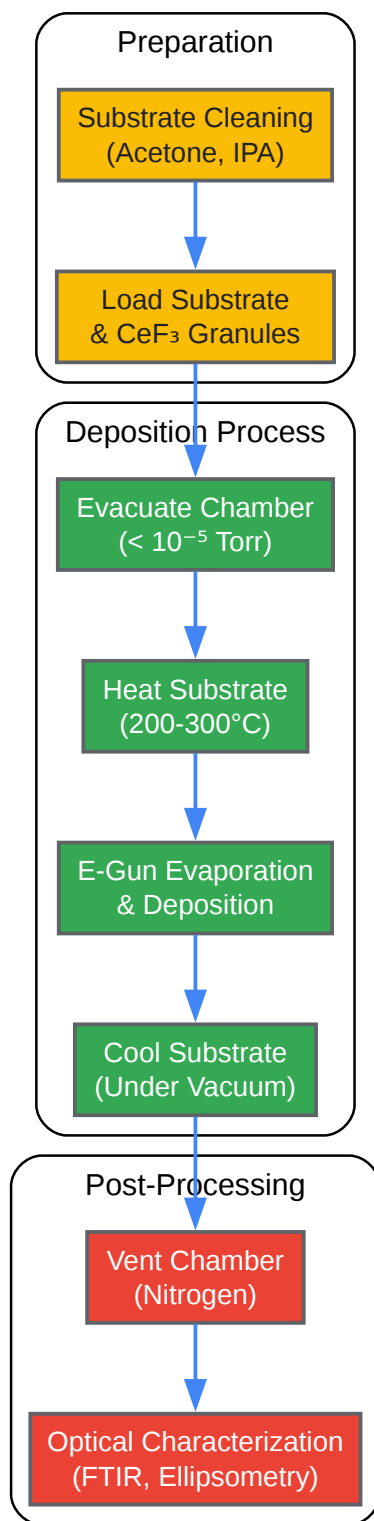 Preparation
Substrate Cleaning
(Acetone, IPA)
Load Substrate
& CeF₃ Granules
Deposition Process
Evacuate Chamber
(< 10⁻⁵ Torr)
Heat Substrate
(200-300°C)
E-Gun Evaporation
& Deposition
Cool Substrate
(Under Vacuum)
Post-Processing
Vent Chamber
(Nitrogen)
Optical Characterization
(FTIR, Ellipsometry)